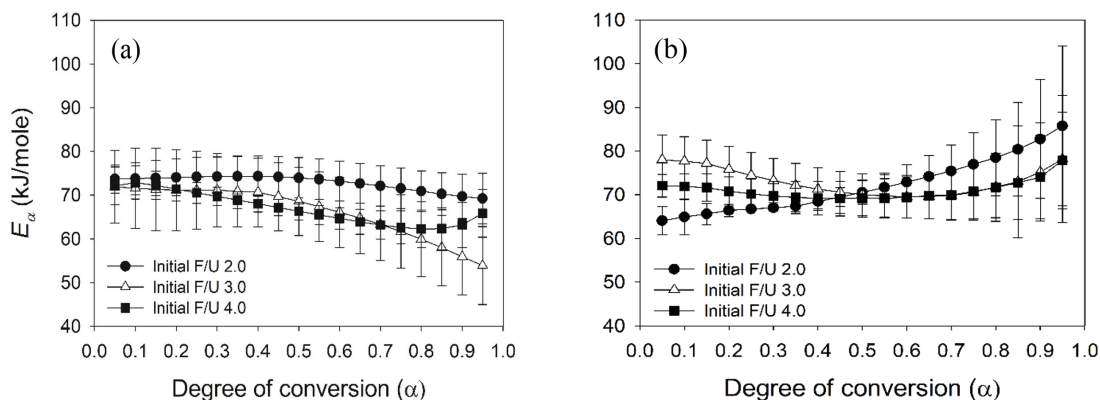 (a)
110
100
90
80
70
60
50
40
Eα (kJ/mole)
Initial F/U 2.0
Initial F/U 3.0
Initial F/U 4.0
0.0 0.1 0.2 0.3 0.4 0.5 0.6 0.7 0.8 0.9 1.0
Degree of conversion (α)
(b)
110
100
90
80
70
60
50
40
Initial F/U 2.0
Initial F/U 3.0
Initial F/U 4.0
0.0 0.1 0.2 0.3 0.4 0.5 0.6 0.7 0.8 0.9 1.0
Degree of conversion (α)